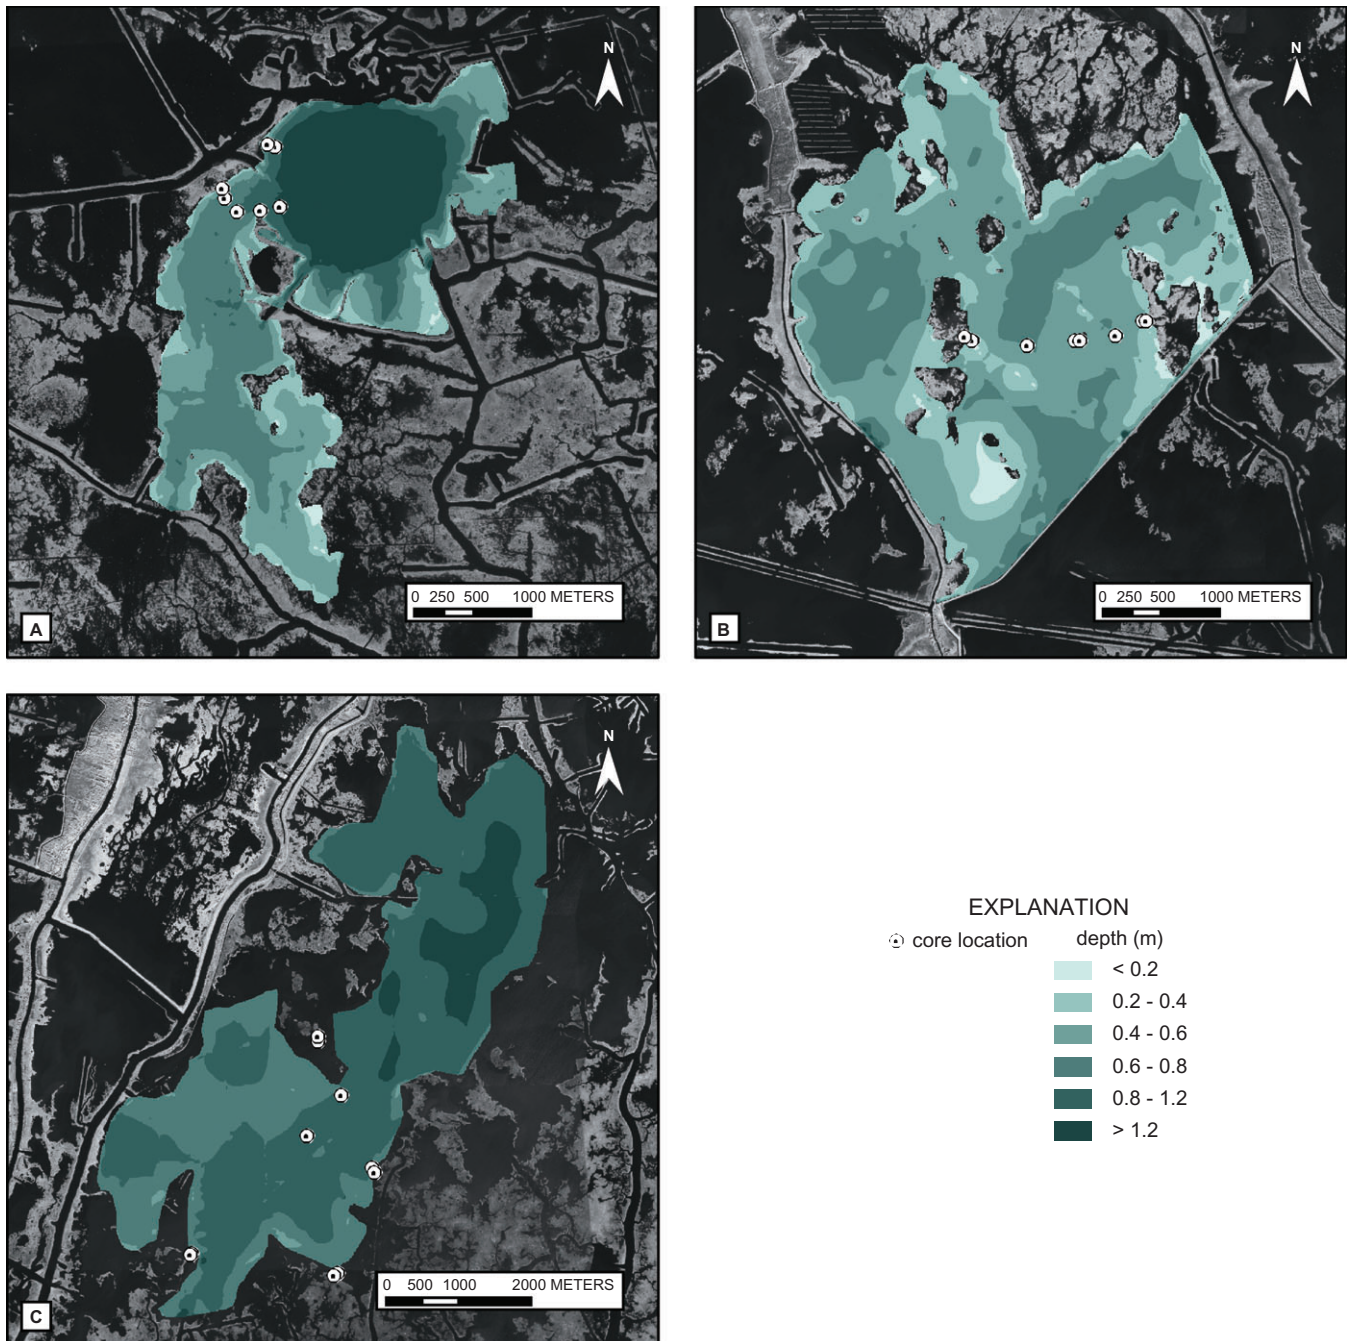 N
0 250 500 1000 METERS
A
N
0 250 500 1000 METERS
B
N
0 500 1000 2000 METERS
C
EXPLANATION
core location
depth (m)
< 0.2
0.2 - 0.4
0.4 - 0.6
0.6 - 0.8
0.8 - 1.2
> 1.2